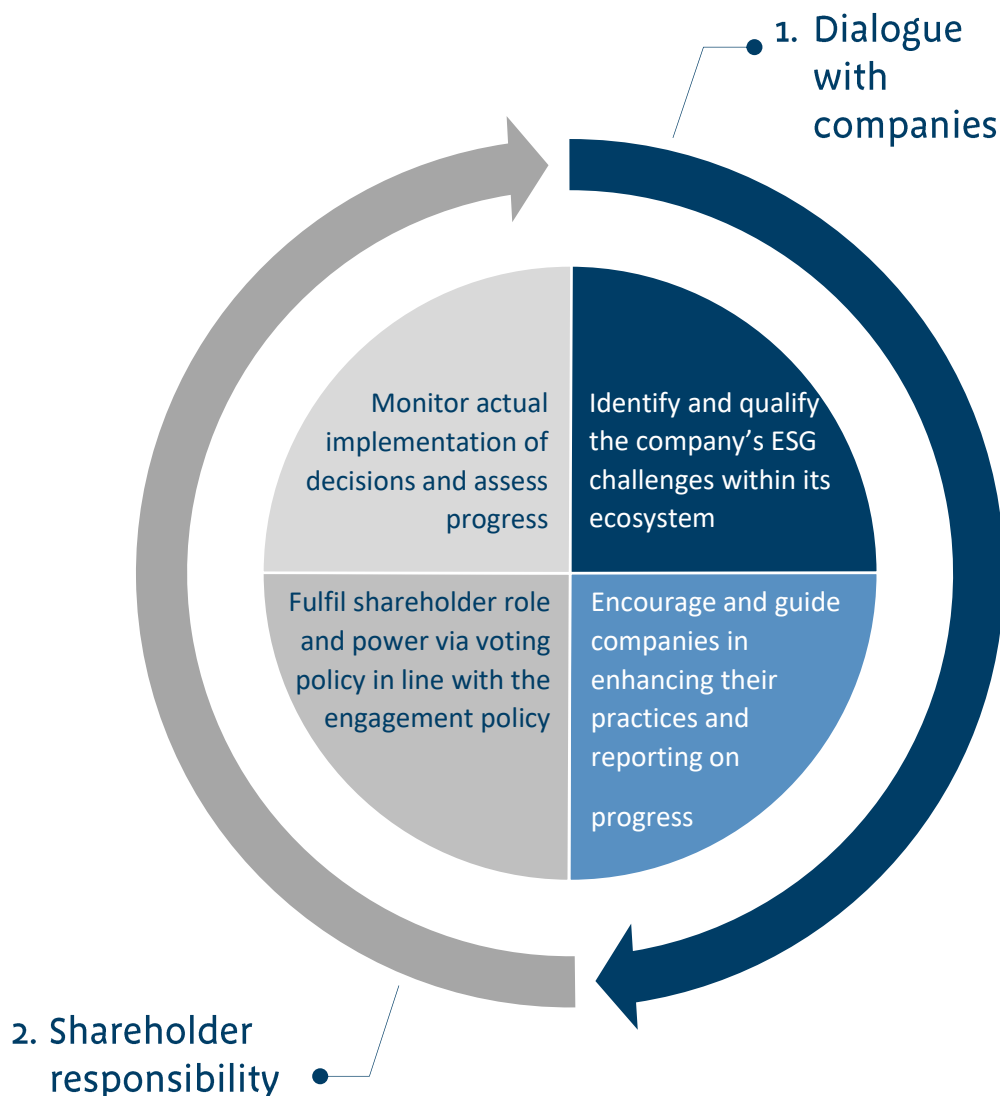 1. Dialogue
with
companies
Monitor actual
implementation of
decisions and assess
progress
Identify and qualify
the company’s ESG
challenges within its
ecosystem
Fulfil shareholder role
and power via voting
policy in line with the
engagement policy
Encourage and guide
companies in
enhancing their
practices and
reporting on
progress
2. Shareholder
responsibility